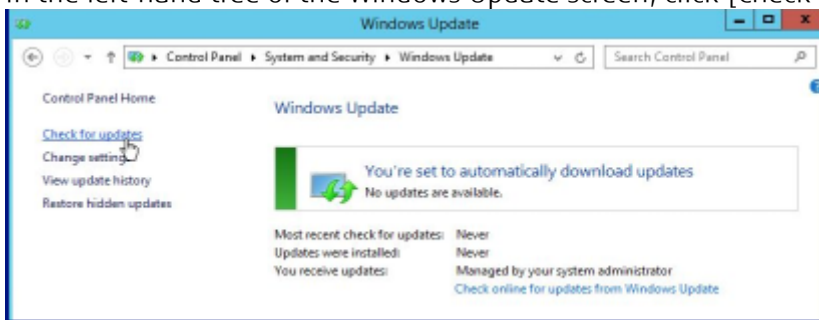 In the left-hand tree of the Windows Update screen, click [check
Windows Update
Control Panel ▸ System and Security ▸ Windows Update
Search Control Panel
Control Panel Home
Check for updates
Change setting
View update history
Restore hidden updates
Windows Update
You're set to automatically download updates
No updates are available.
Most recent check for updates: Never
Updates were installed: Never
You receive updates: Managed by your system administrator
Check online for updates from Windows Update